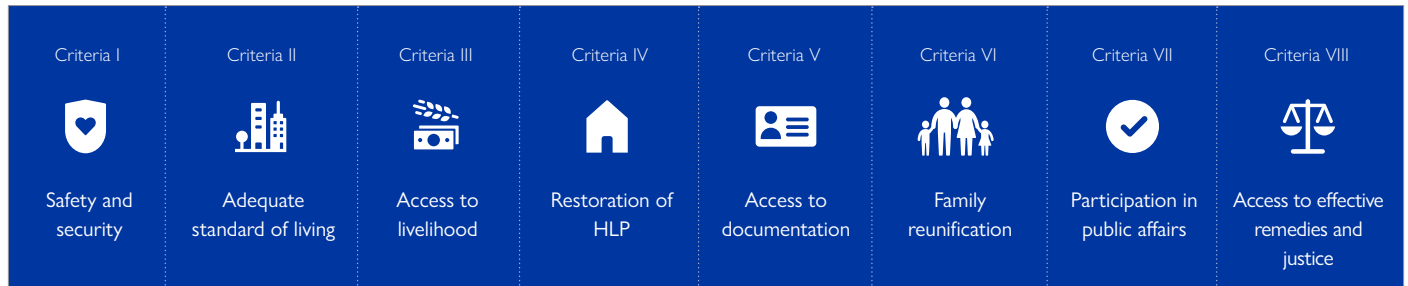 Criteria I
Safety and
security
Criteria II
Adequate
standard of living
Criteria III
Access to
livelihood
Criteria IV
Restoration of
HLP
Criteria V
Access to
documentation
Criteria VI
Family
reunification
Criteria VII
Participation in
public affairs
Criteria VIII
Access to effective
remedies and
justice